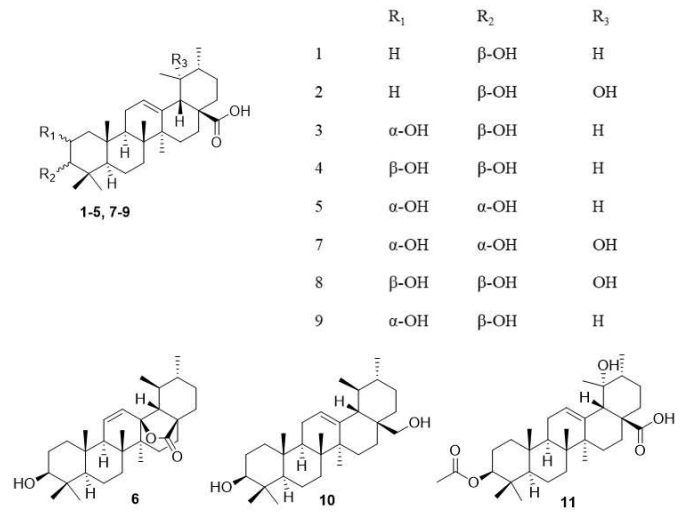 R1 R2 R3
1 H β-OH H
2 H β-OH OH
3 α-OH β-OH H
4 β-OH β-OH H
5 α-OH α-OH H
7 α-OH α-OH OH
8 β-OH β-OH OH
9 α-OH β-OH H
R3
H
OH
O
R1
H
R2
H
1-5, 7-9
H
O
O
HO
H
6
H
H
OH
HO
H
10
OH
H
OH
H
O
O
O
H
11